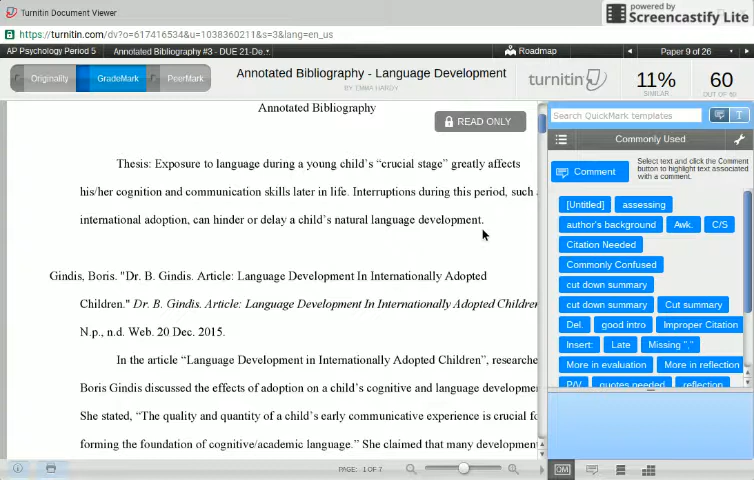 Turnitin Document Viewer
powered by
Screencastify Lite
https://turnitin.com/dv?o=617416534&u=1038360211&s=3&lang=en_us
AP Psychology Period 5
Annotated Bibliography #3 - DUE 21-De..
Roadmap
Paper 9 of 26
Originality
GradeMark
PeerMark
Annotated Bibliography - Language Development
BY EMMA HARDY
turnitin
11%
SIMILAR
60
OUT OF
Annotated Bibliography
READ ONLY
Thesis: Exposure to language during a young child's "crucial stage" greatly affects
his/her cognition and communication skills later in life. Interruptions during this period, such
international adoption, can hinder or delay a child's natural language development.
Gindis, Boris. "Dr. B. Gindis. Article: Language Development In Internationally Adopted
Children." Dr. B. Gindis. Article: Language Development In Internationally Adopted Children
N.p., n.d. Web. 20 Dec. 2015.
In the article “Language Development in Internationally Adopted Children”, researche
Boris Gindis discussed the effects of adoption on a child's cognitive and language developme
She stated, “The quality and quantity of a child's early communicative experience is crucial fo
forming the foundation of cognitive/academic language.” She claimed that many development
Search QuickMark templates
T
Commonly Used
Comment
Select text and click the Comment
button to highlight text associated
with a comment.
[Untitled]
assessing
author's background
Awk.
C/S
Citation Needed
Commonly Confused
cut down summary
cut down summary
Cut summary
Del.
good intro
Improper Citation
Insert:
Late
Missing ","
More in evaluation
More in reflection
P/V
quotes needed
reflection
PAGE: 1 OF 7
QM